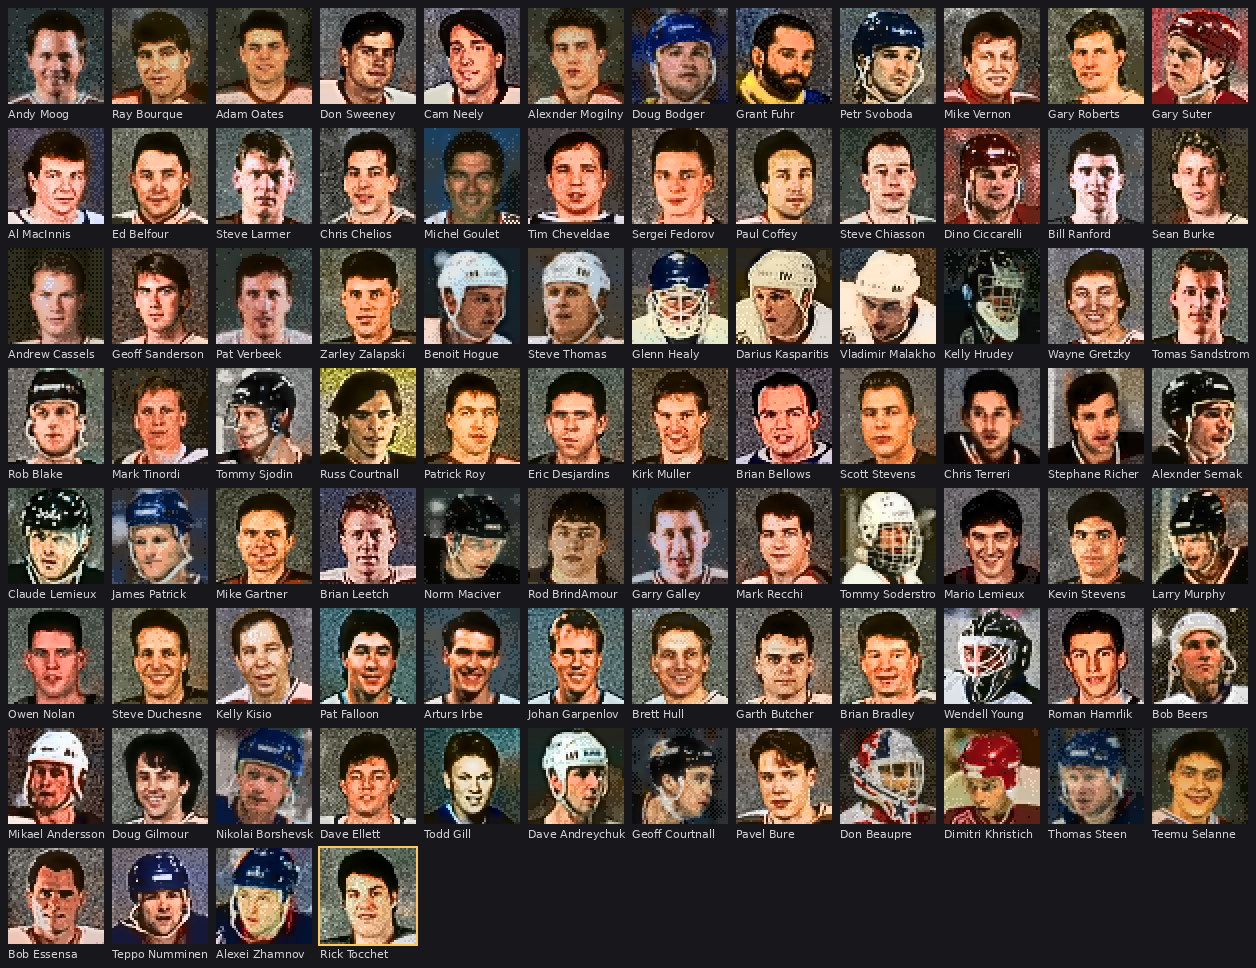 Andy Moog
Ray Bourque
Adam Oates
Don Sweeney
Cam Neely
Alexnder Mogilny
Doug Bodger
Grant Fuhr
Petr Svoboda
Mike Vernon
Gary Roberts
Gary Suter
Al MacInnis
Ed Belfour
Steve Larmer
Chris Chelios
Michel Goulet
Tim Cheveldae
Sergei Fedorov
Paul Coffey
Steve Chiasson
Dino Ciccarelli
Bill Ranford
Sean Burke
Andrew Cassels
Geoff Sanderson
Pat Verbeek
Zarley Zalapski
Benoit Hogue
Steve Thomas
Glenn Healy
Darius Kasparitis
Vladimir Malakho
Kelly Hrudey
Wayne Gretzky
Tomas Sandstrom
Rob Blake
Mark Tinordi
Tommy Sjodin
Russ Courtnall
Patrick Roy
Eric Desjardins
Kirk Muller
Brian Bellows
Scott Stevens
Chris Terreri
Stephane Richer
Alexnder Semak
Claude Lemieux
James Patrick
Mike Gartner
Brian Leetch
Norm Maciver
Rod BrindAmour
Garry Galley
Mark Recchi
Tommy Soderstro
Mario Lemieux
Kevin Stevens
Larry Murphy
Owen Nolan
Steve Duchesne
Kelly Kisio
Pat Falloon
Arturs Irbe
Johan Garpenlov
Brett Hull
Garth Butcher
Brian Bradley
Wendell Young
Roman Hamrlik
Bob Beers
Mikael Andersson
Doug Gilmour
Nikolai Borshevsk
Dave Ellett
Todd Gill
Dave Andreychuk
Geoff Courtnall
Pavel Bure
Don Beaupre
Dimitri Khristich
Thomas Steen
Teemu Selanne
Bob Essensa
Teppo Numminen
Alexei Zhamnov
Rick Tocchet